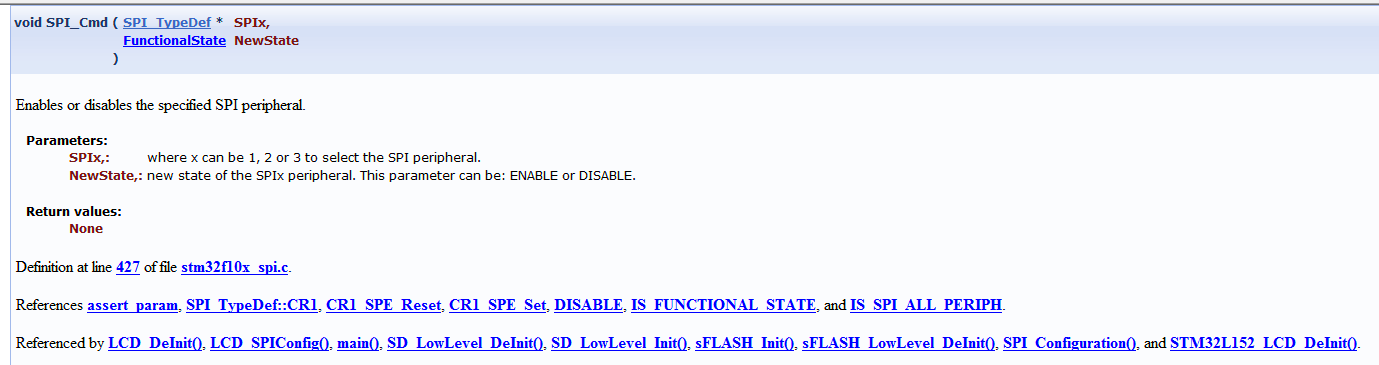 void SPI_Cmd ( SPI_TypeDef * SPIx,
FunctionalState NewState
)
Enables or disables the specified SPI peripheral.
Parameters:
SPIx,: where x can be 1, 2 or 3 to select the SPI peripheral.
NewState,: new state of the SPIx peripheral. This parameter can be: ENABLE or DISABLE.
Return values:
None
Definition at line 427 of file stm32f10x_spi.c.
References assert_param, SPI_TypeDef::CR1, CR1_SPE_Reset, CR1_SPE_Set, DISABLE, IS_FUNCTIONAL_STATE, and IS_SPI_ALL_PERIPH.
Referenced by LCD_DeInit(), LCD_SPIConfig(), main(), SD_LowLevel_DeInit(), SD_LowLevel_Init(), sFLASH_Init(), sFLASH_LowLevel_DeInit(), SPI_Configuration(), and STM32L152_LCD_DeInit().